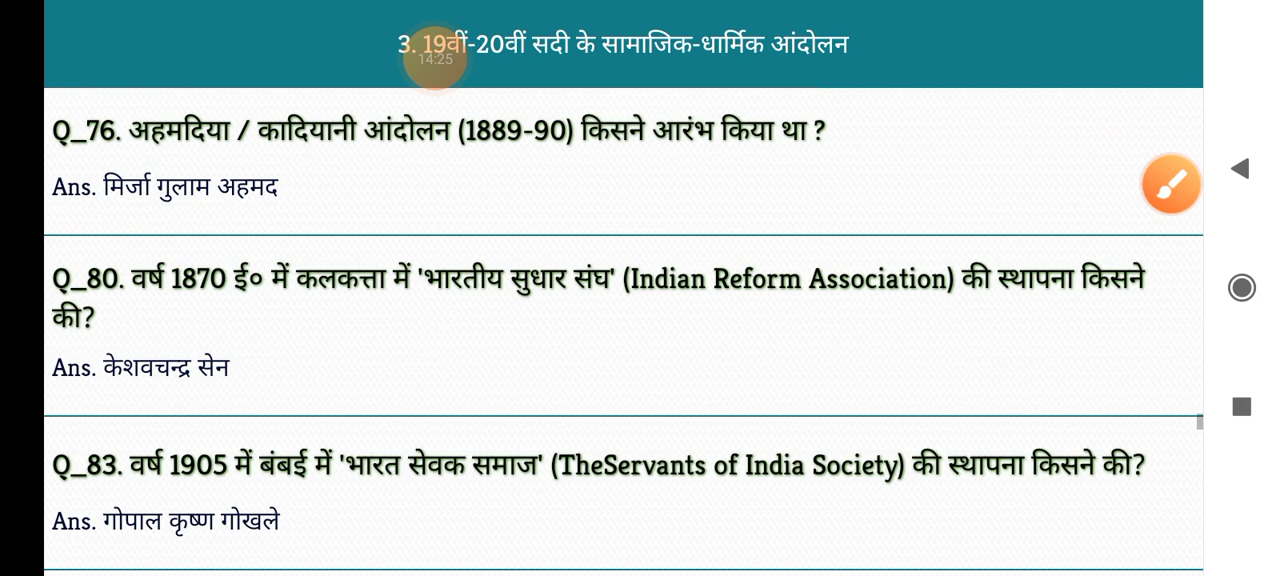 3. 19वीं-20वीं सदी के सामाजिक-धार्मिक आंदोलन
14:25
Q_76. अहमदिया / कादियानी आंदोलन (1889-90) किसने आरंभ किया था ?
Ans. मिर्जा गुलाम अहमद
Q_80. वर्ष 1870 ई० में कलकत्ता में 'भारतीय सुधार संघ' (Indian Reform Association) की स्थापना किसने
की?
Ans. केशवचन्द्र सेन
Q_83. वर्ष 1905 में बंबई में 'भारत सेवक समाज' (TheServants of India Society) की स्थापना किसने की?
Ans. गोपाल कृष्ण गोखले